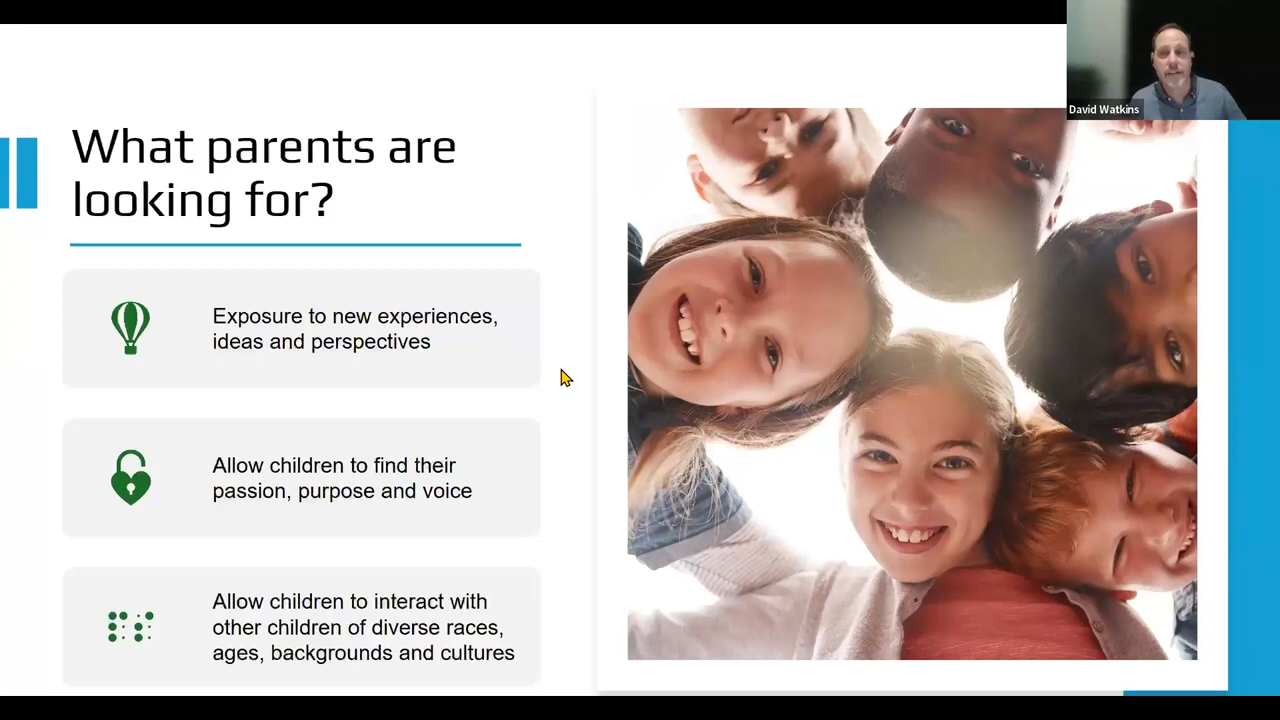 David Watkins
What parents are
looking for?
Exposure to new experiences,
ideas and perspectives
Allow children to find their
passion, purpose and voice
Allow children to interact with
other children of diverse races,
ages, backgrounds and cultures